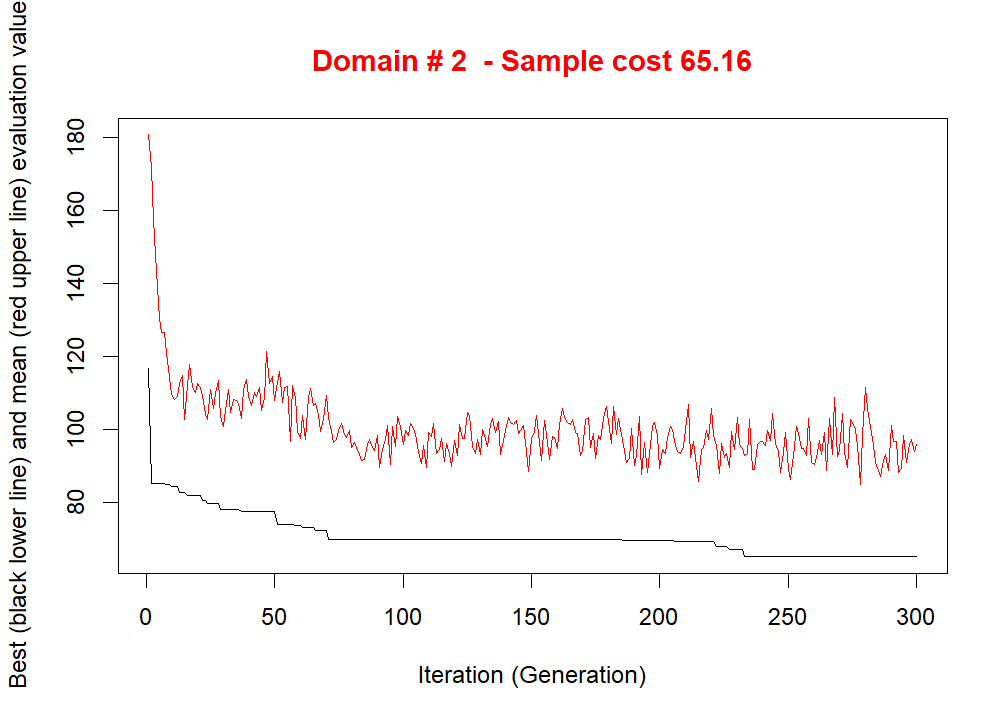 Domain # 2 - Sample cost 65.16
Best (black lower line) and mean (red upper line) evaluation value
180
160
140
120
100
80
0 50 100 150 200 250 300
Iteration (Generation)